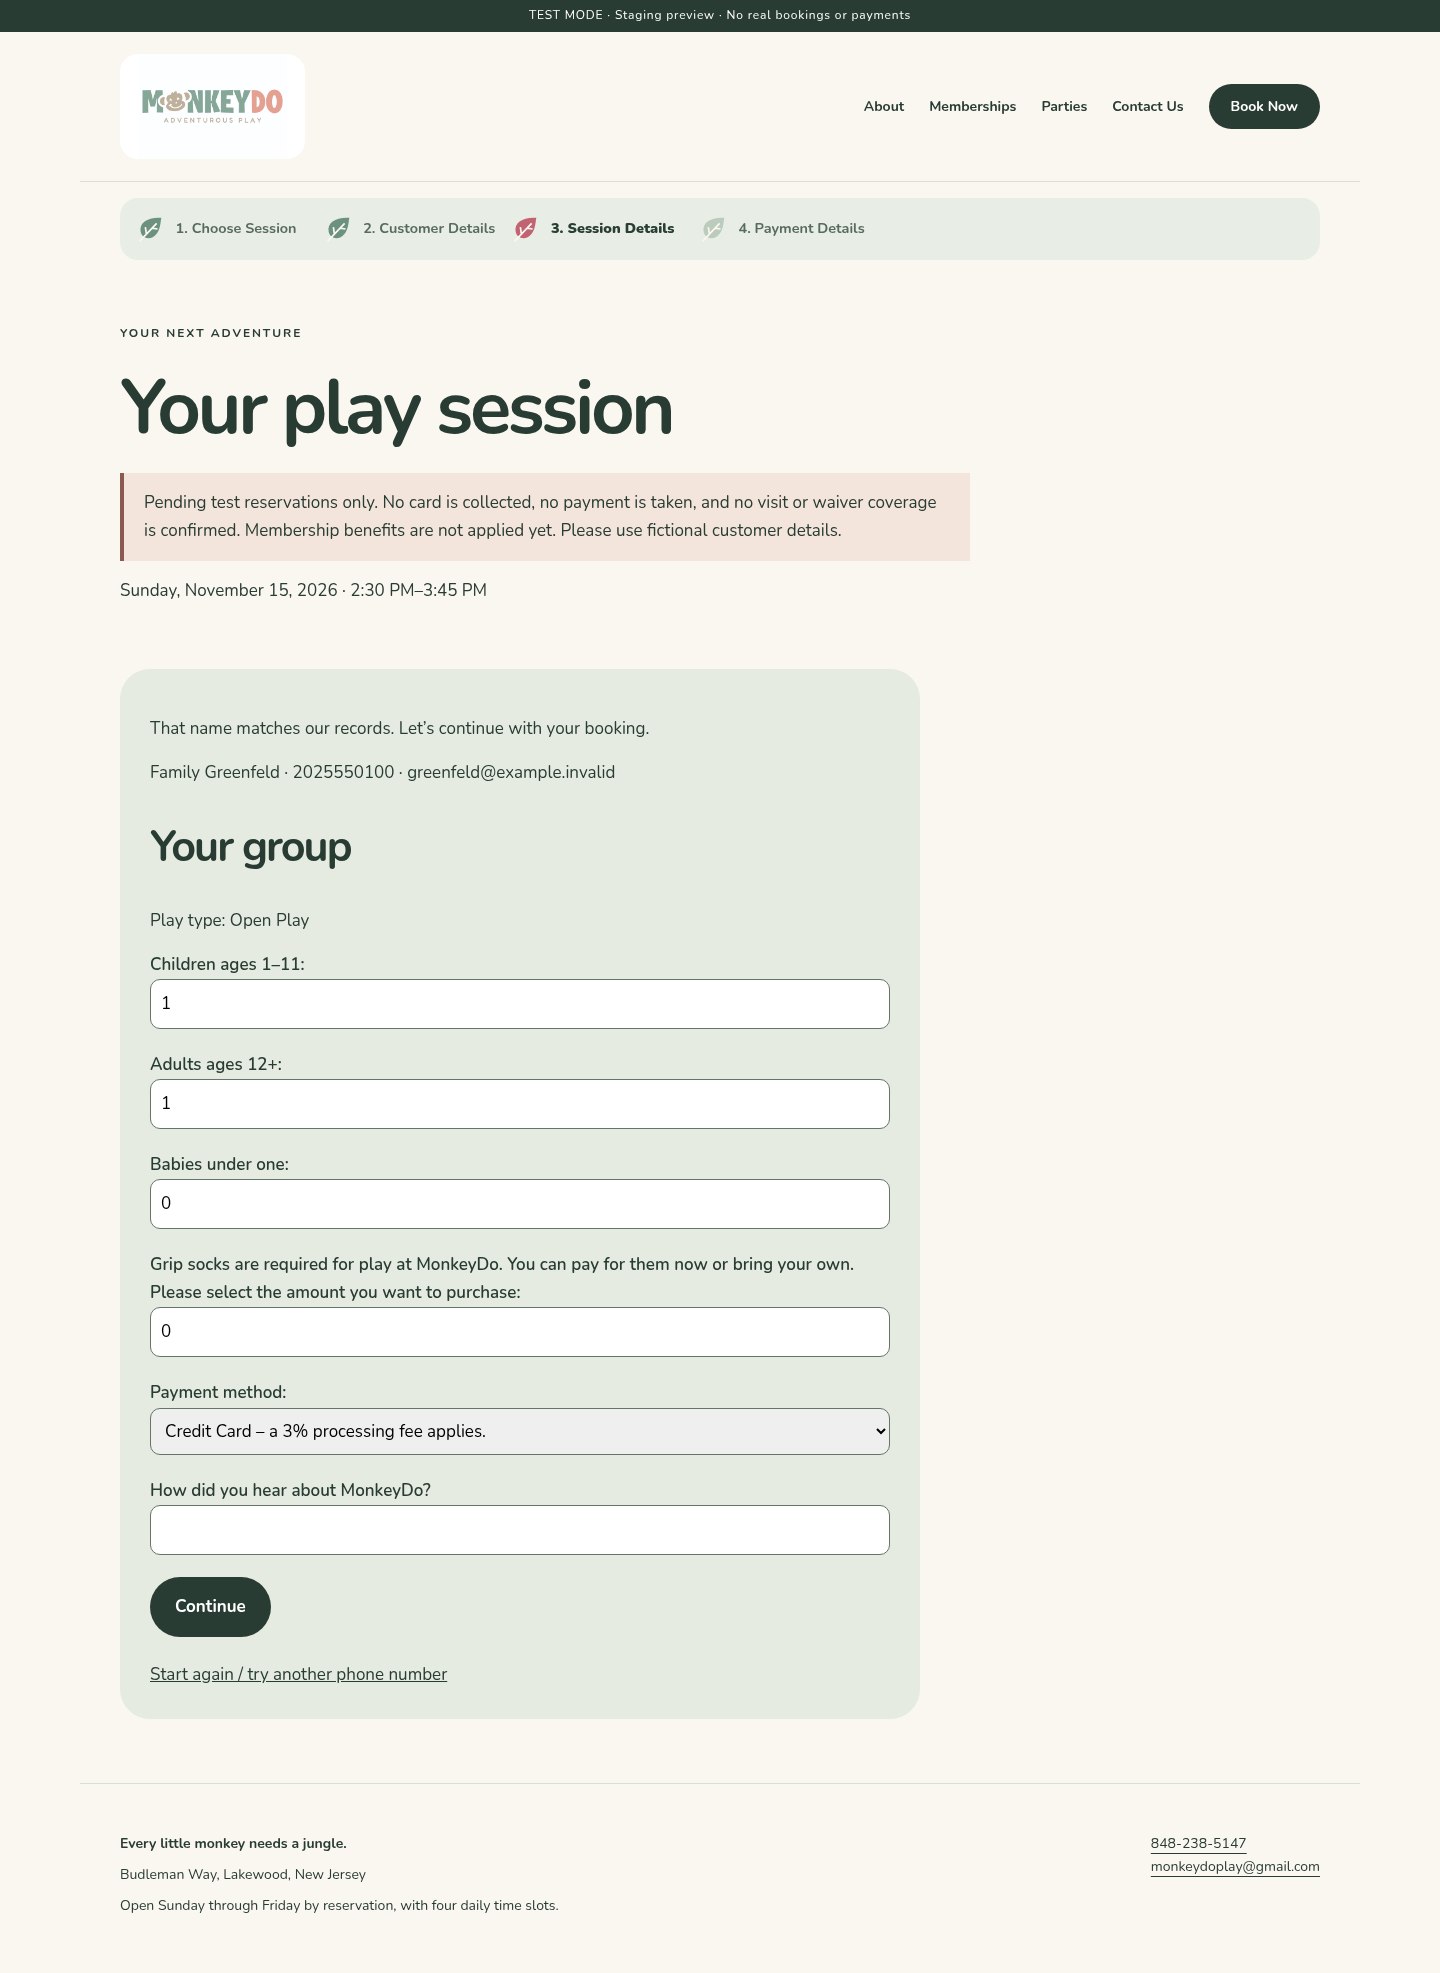 TEST MODE · Staging preview · No real bookings or payments
MONKEYDO
ADVENTUROUS PLAY
About
Memberships
Parties
Contact Us
Book Now
1. Choose Session
2. Customer Details
3. Session Details
4. Payment Details
YOUR NEXT ADVENTURE
Your play session
Pending test reservations only. No card is collected, no payment is taken, and no visit or waiver coverage
is confirmed. Membership benefits are not applied yet. Please use fictional customer details.
Sunday, November 15, 2026 · 2:30 PM–3:45 PM
That name matches our records. Let’s continue with your booking.
Family Greenfeld · 2025550100 · greenfeld@example.invalid
Your group
Play type: Open Play
Children ages 1–11:
1
Adults ages 12+:
1
Babies under one:
0
Grip socks are required for play at MonkeyDo. You can pay for them now or bring your own.
Please select the amount you want to purchase:
0
Payment method:
Credit Card – a 3% processing fee applies.
How did you hear about MonkeyDo?
Continue
Start again / try another phone number
Every little monkey needs a jungle.
Budleman Way, Lakewood, New Jersey
Open Sunday through Friday by reservation, with four daily time slots.
848-238-5147
monkeydoplay@gmail.com